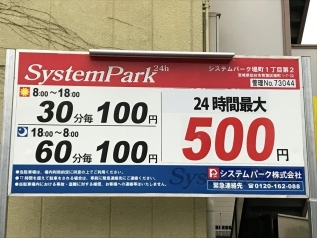 SystemPark 24h
システムパーク堤町1丁目第2
管理No.73044
8:00〜18:00
30分毎100円
18:00〜8:00
60分毎100円
24時間最大
500円
システムパーク株式会社
緊急連絡先 0120-162-088